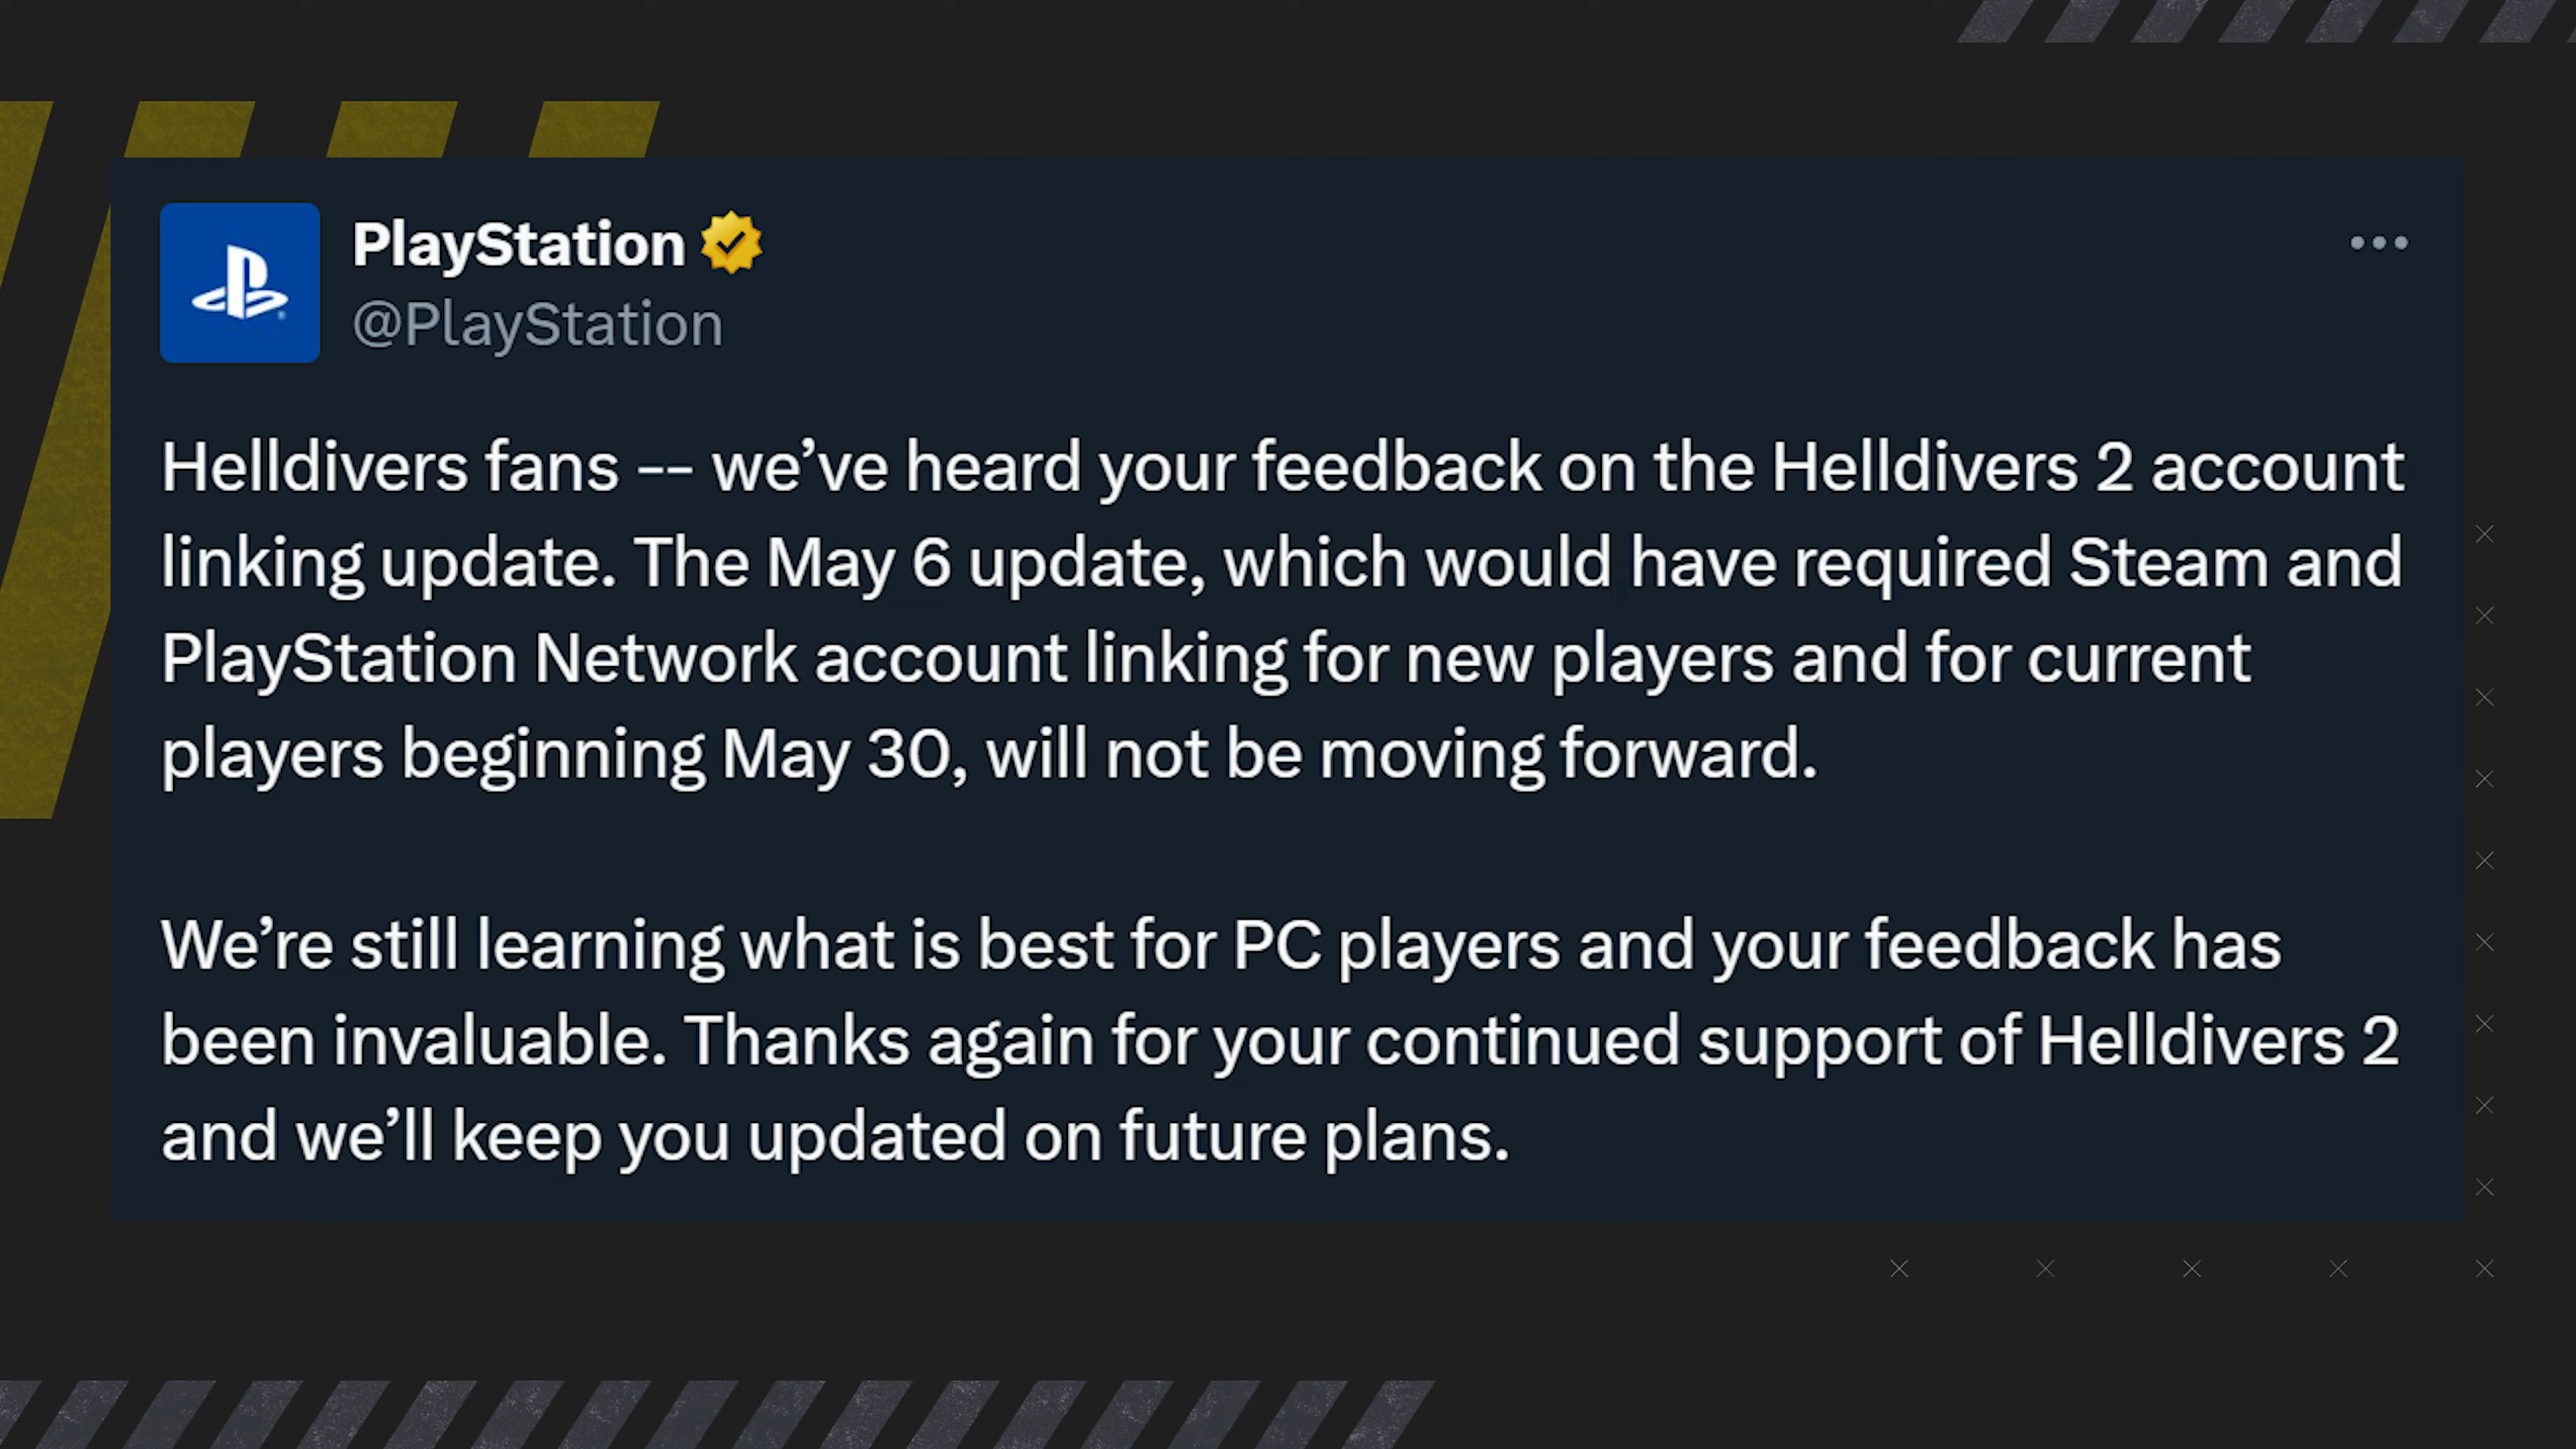 PlayStation
@PlayStation
Helldivers fans -- we’ve heard your feedback on the Helldivers 2 account
linking update. The May 6 update, which would have required Steam and
PlayStation Network account linking for new players and for current
players beginning May 30, will not be moving forward.
We’re still learning what is best for PC players and your feedback has
been invaluable. Thanks again for your continued support of Helldivers 2
and we’ll keep you updated on future plans.